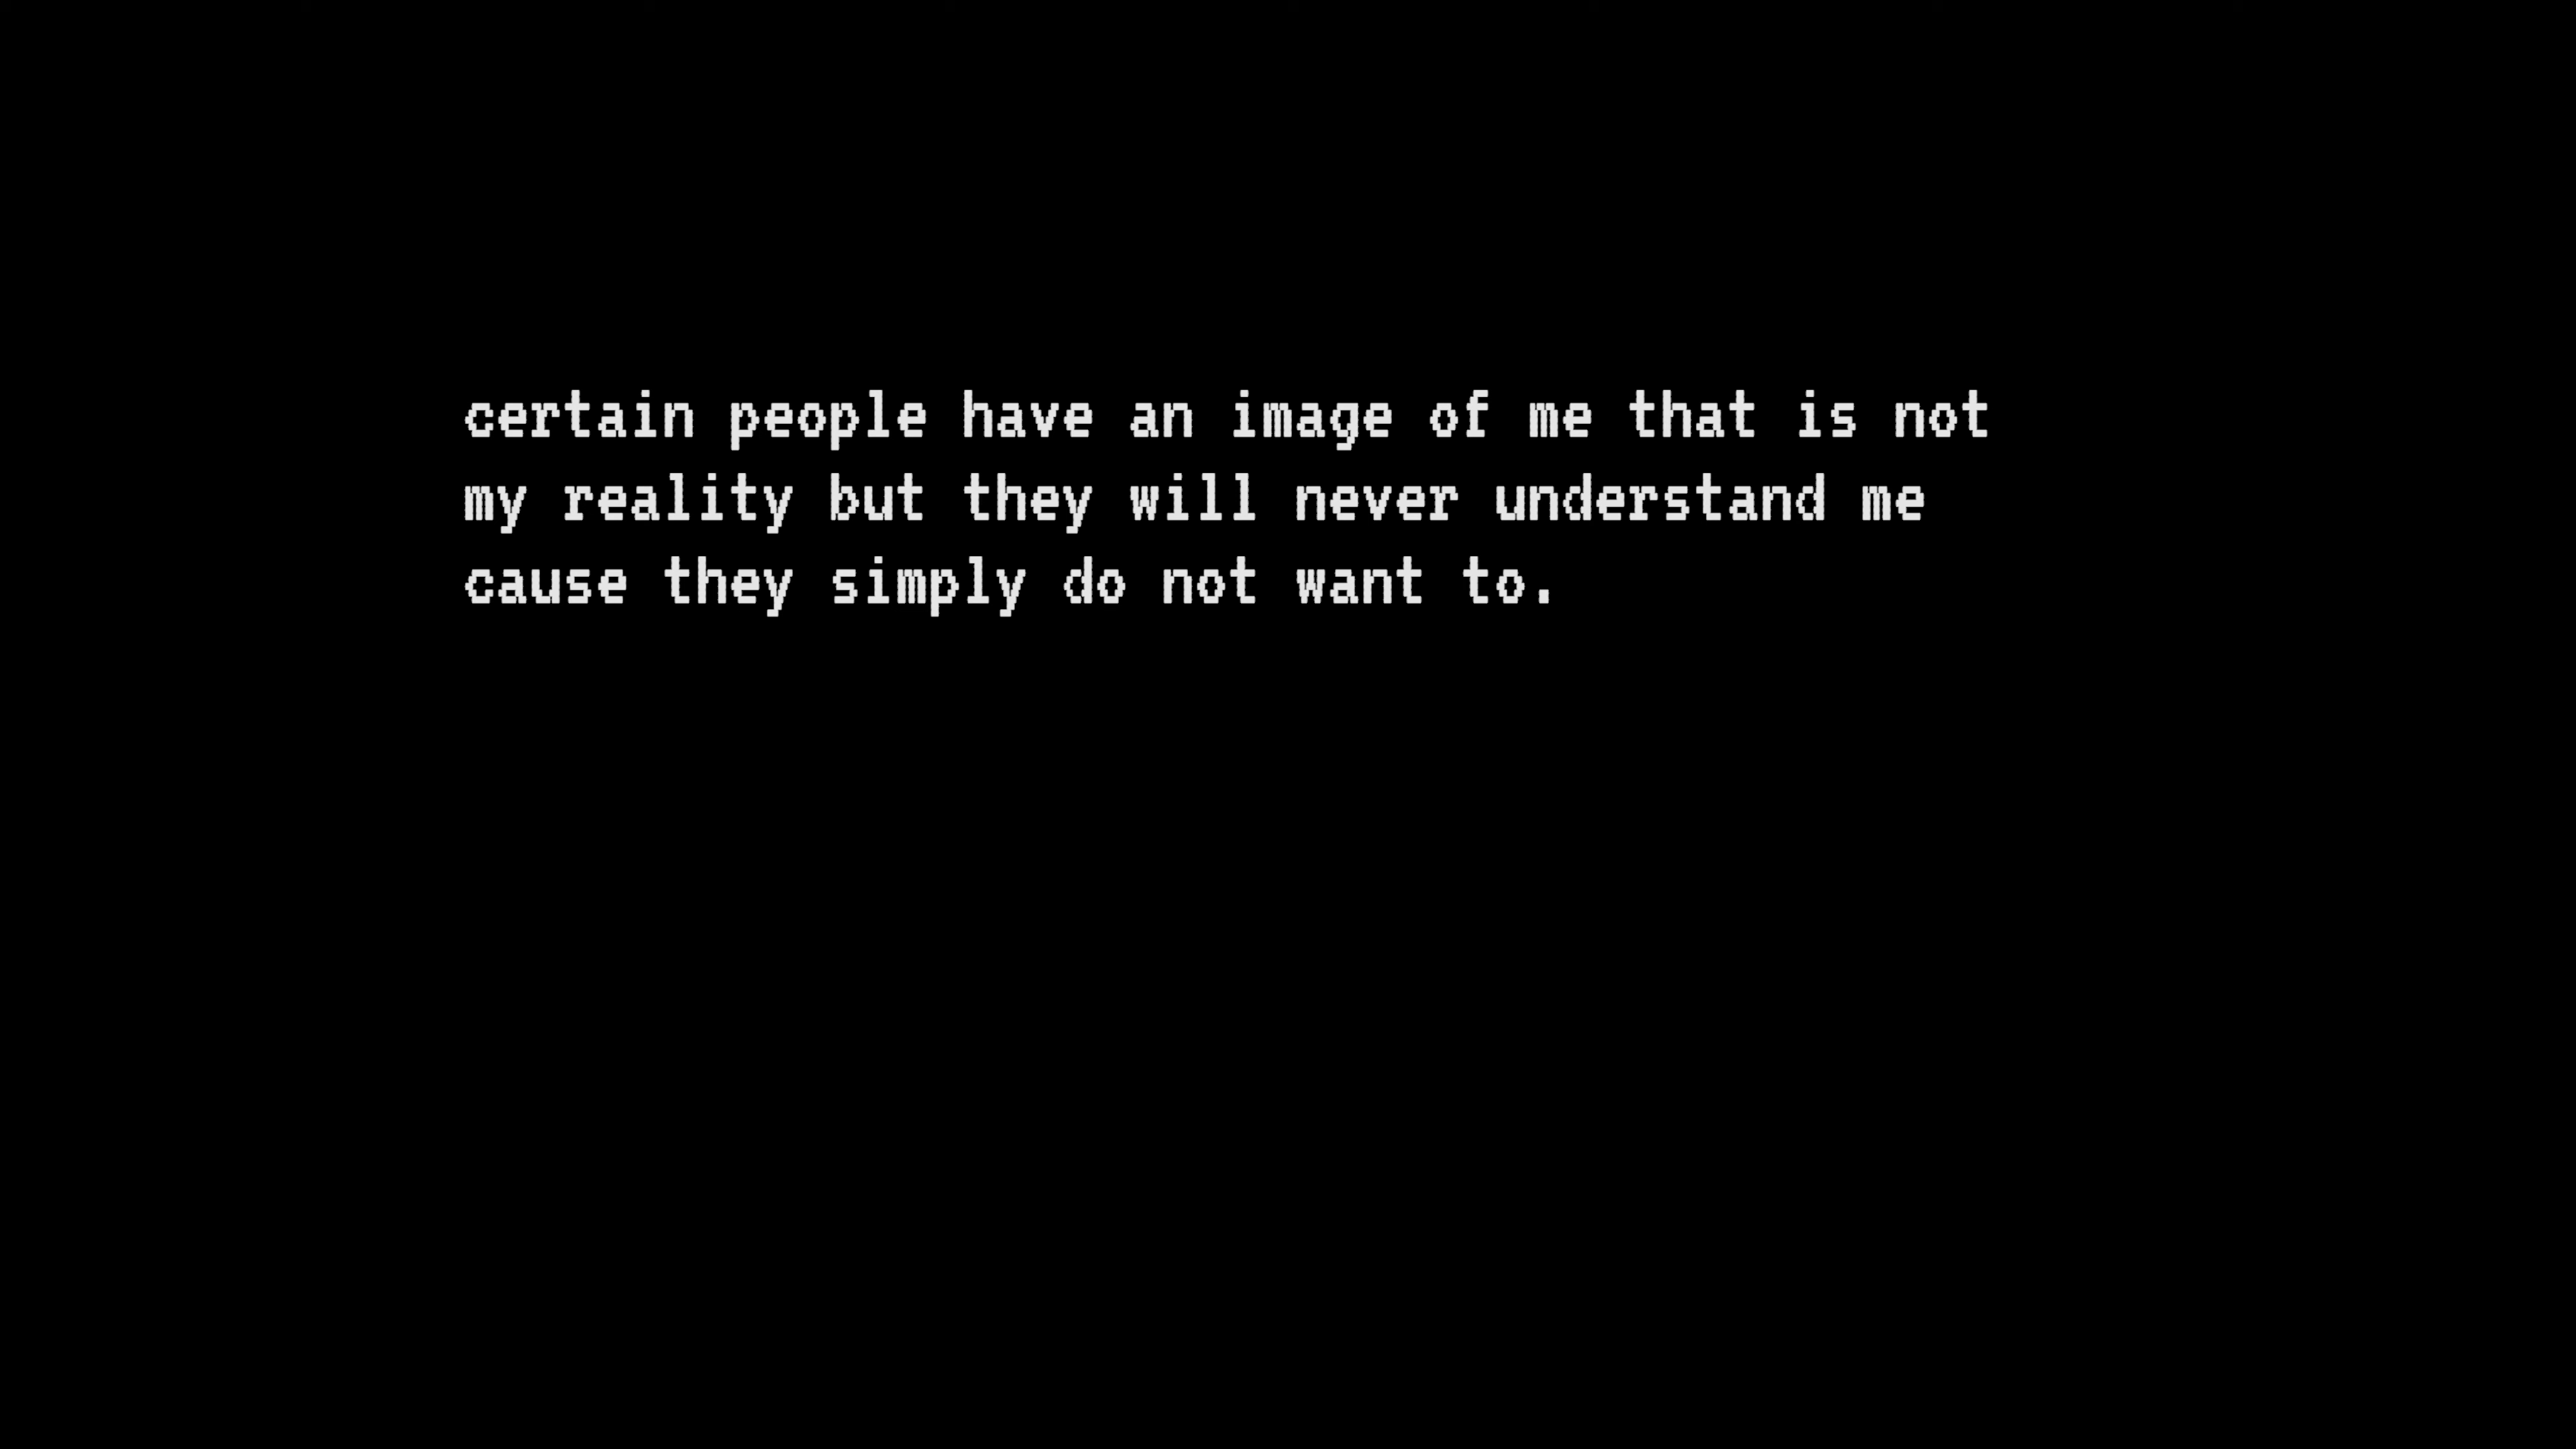 certain people have an image of me that is not
my reality but they will never understand me
cause they simply do not want to.